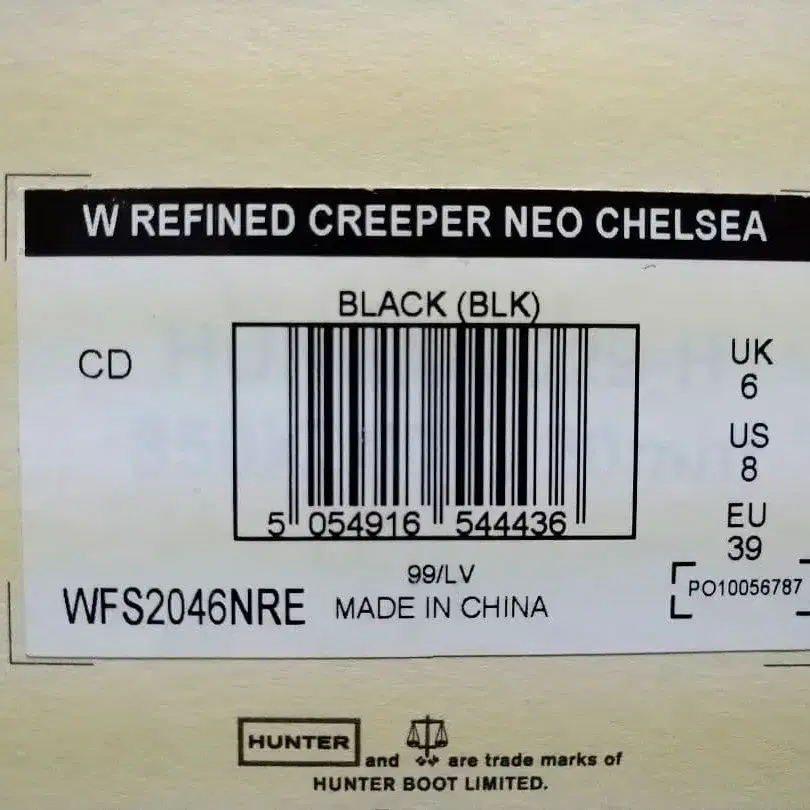 W REFINED CREEPER NEO CHELSEA
BLACK (BLK)
CD
5 054916 544436
UK
6
US
8
EU
39
99/LV
WFS2046NRE
MADE IN CHINA
PO10056787
HUNTER and are trade marks of
HUNTER BOOT LIMITED.